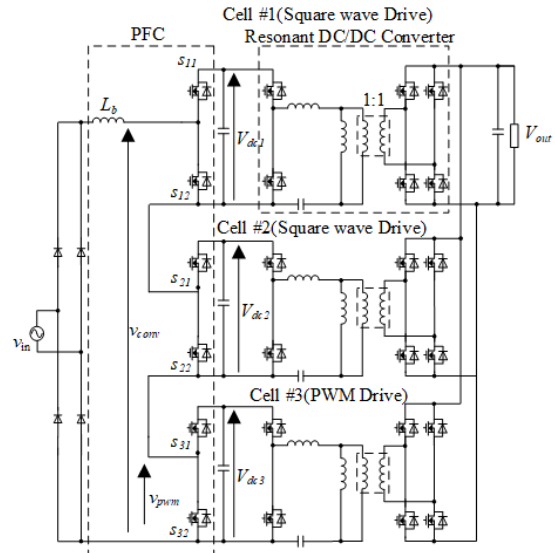 Cell #1(Square wave Drive)
PFC
Resonant DC/DC Converter
s11
Lb
1:1
Vdc1
Vout
s12
Cell #2(Square wave Drive)
s21
Vdc2
vin
vconv
s22
Cell #3(PWM Drive)
s31
Vdc3
vpwm
s32